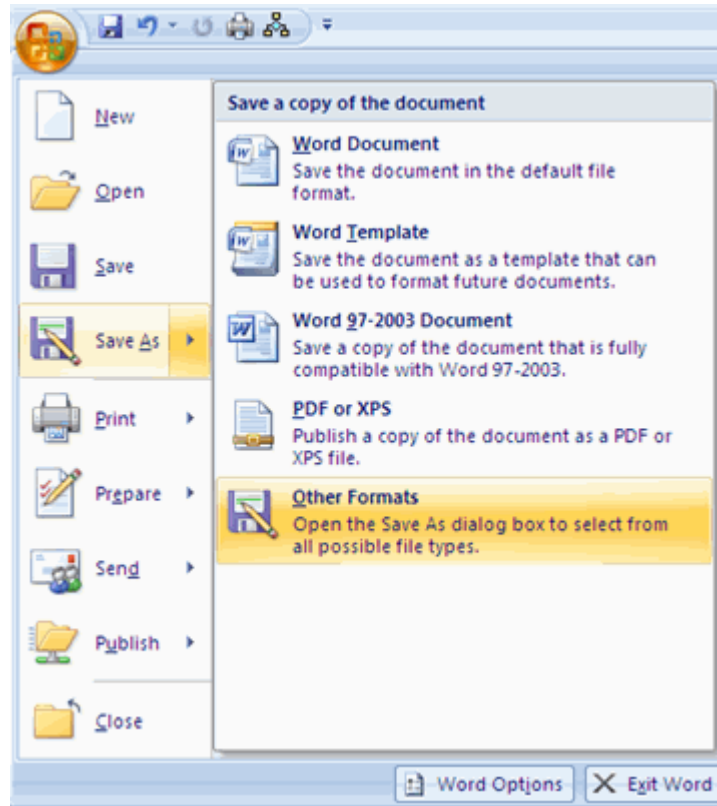 New
Open
Save
Save As
Print
Prepare
Send
Publish
Close
Save a copy of the document
Word Document
Save the document in the default file
format.
Word Template
Save the document as a template that can
be used to format future documents.
Word 97-2003 Document
Save a copy of the document that is fully
compatible with Word 97-2003.
PDF or XPS
Publish a copy of the document as a PDF or
XPS file.
Other Formats
Open the Save As dialog box to select from
all possible file types.
Word Options
Exit Word